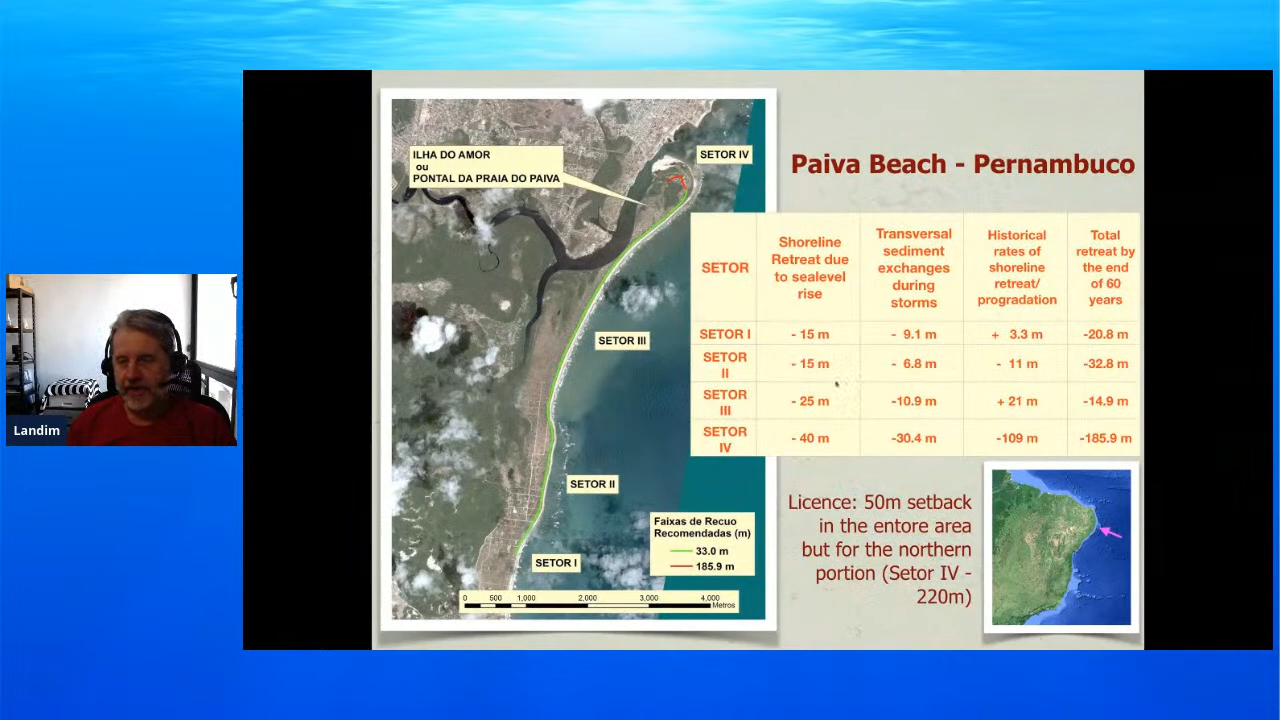 Landim
ILHA DO AMOR
ou
PONTAL DA PRAIA DO PAIVA
SETOR IV
SETOR III
SETOR II
SETOR I
Faixas de Recuo
Recomendadas (m)
33.0 m
185.9 m
0 500 1,000 2,000 3,000 4,000
Metros
Paiva Beach - Pernambuco
SETOR
Shoreline
Retreat due
to sealevel
rise
Transversal
sediment
exchanges
during
storms
Historical
rates of
shoreline
retreat/
progradation
Total
retreat by
the end
of 60
years
SETOR I - 15 m - 9.1 m + 3.3 m -20.8 m
SETOR
II
- 15 m - 6.8 m - 11 m -32.8 m
SETOR
III
- 25 m -10.9 m + 21 m -14.9 m
SETOR
IV
- 40 m -30.4 m -109 m -185.9 m
Licence: 50m setback
in the entore area
but for the northern
portion (Setor IV -
220m)